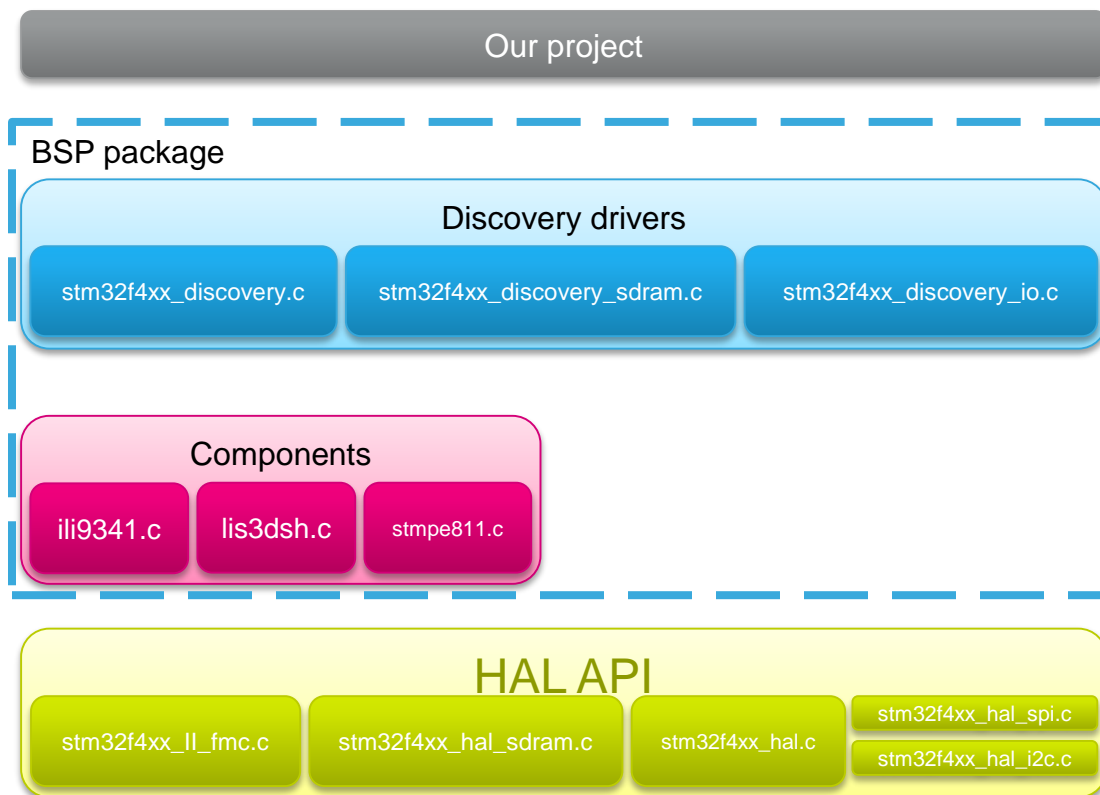 Our project
BSP package
Discovery drivers
stm32f4xx_discovery.c
stm32f4xx_discovery_sdram.c
stm32f4xx_discovery_io.c
Components
ili9341.c
lis3dsh.c
stmpe811.c
HAL API
stm32f4xx_ll_fmc.c
stm32f4xx_hal_sdram.c
stm32f4xx_hal.c
stm32f4xx_hal_spi.c
stm32f4xx_hal_i2c.c